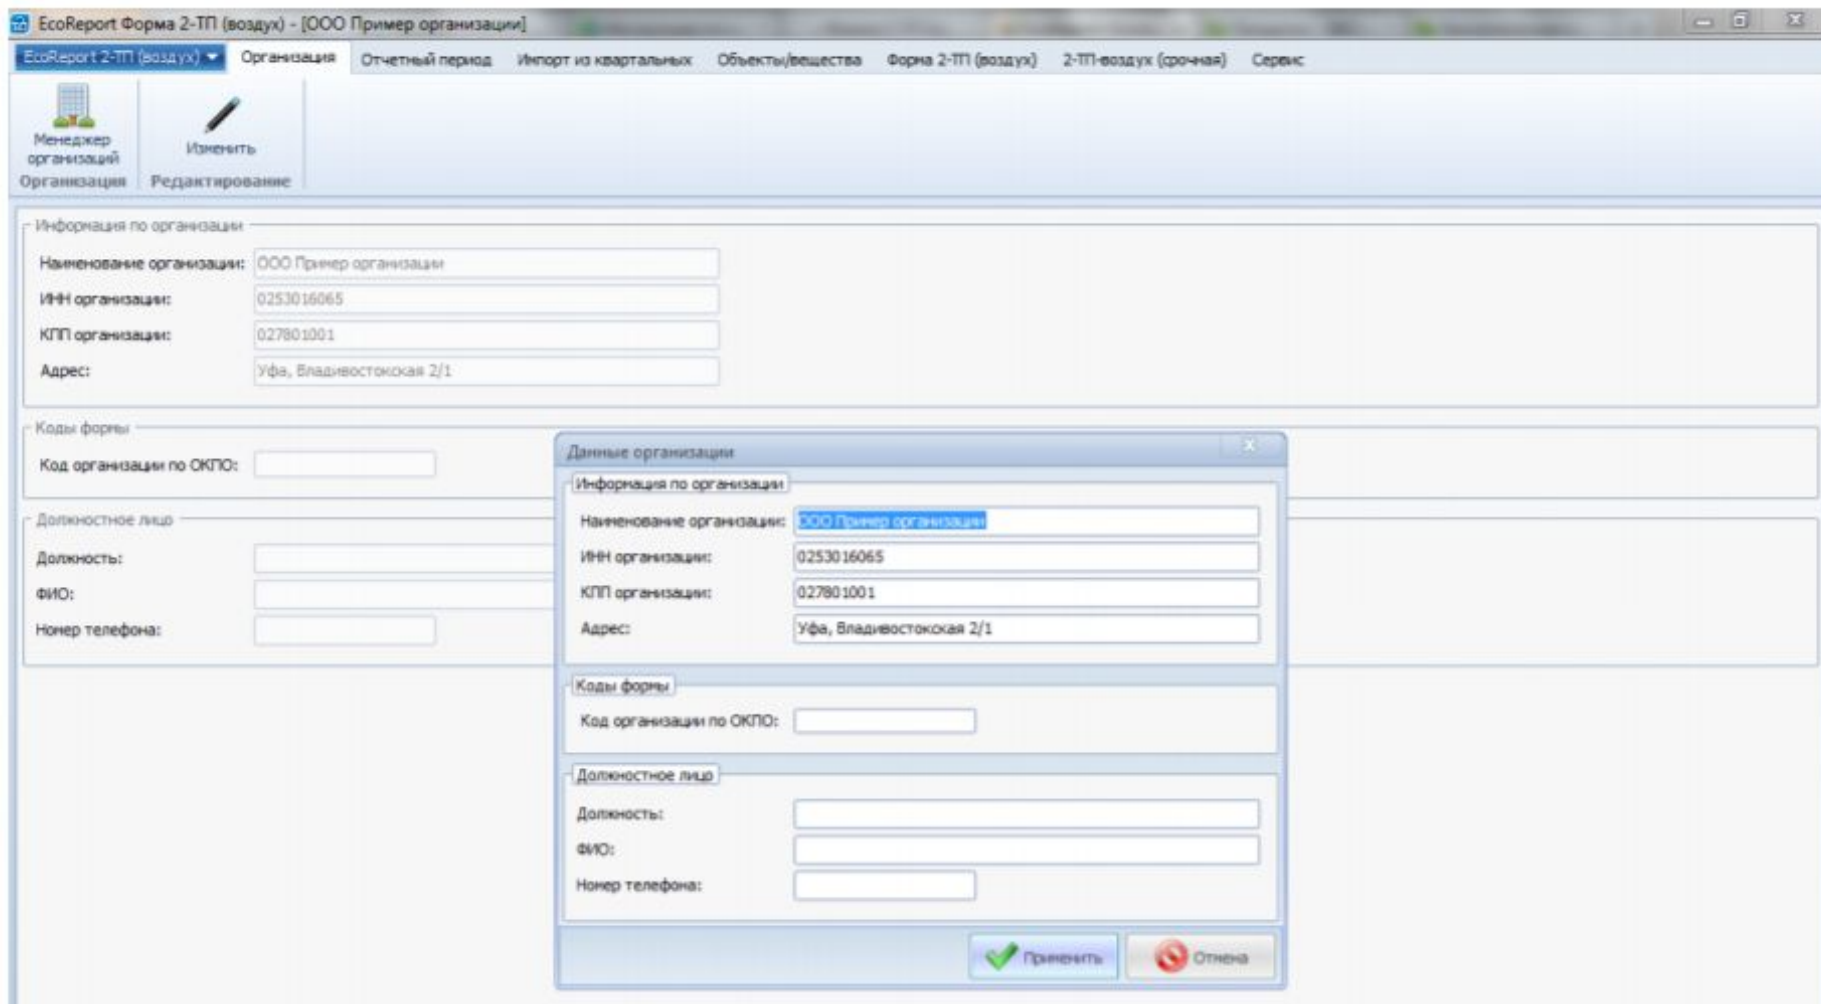 EcoReport Форма 2-ТП (воздух) - [ООО Пример организации]
EcoReport 2-ТП (воздух) Организация Отчетный период Импорт из квартальных Объекты/вещества Форма 2-ТП (воздух) 2-ТП-воздух (срочная) Сервис
Менеджер
организаций
Изменить
Организация Редактирование
Информация по организации
Наименование организации: ООО Пример организации
ИНН организации: 0253016065
КПП организации: 027801001
Адрес: Уфа, Владивостокская 2/1
Коды формы
Код организации по ОКПО:
Должностное лицо
Должность:
ФИО:
Номер телефона:
Данные организации
Информация по организации
Наименование организации: ООО Пример организации
ИНН организации: 0253016065
КПП организации: 027801001
Адрес: Уфа, Владивостокская 2/1
Коды формы
Код организации по ОКПО:
Должностное лицо
Должность:
ФИО:
Номер телефона:
Применить Отмена